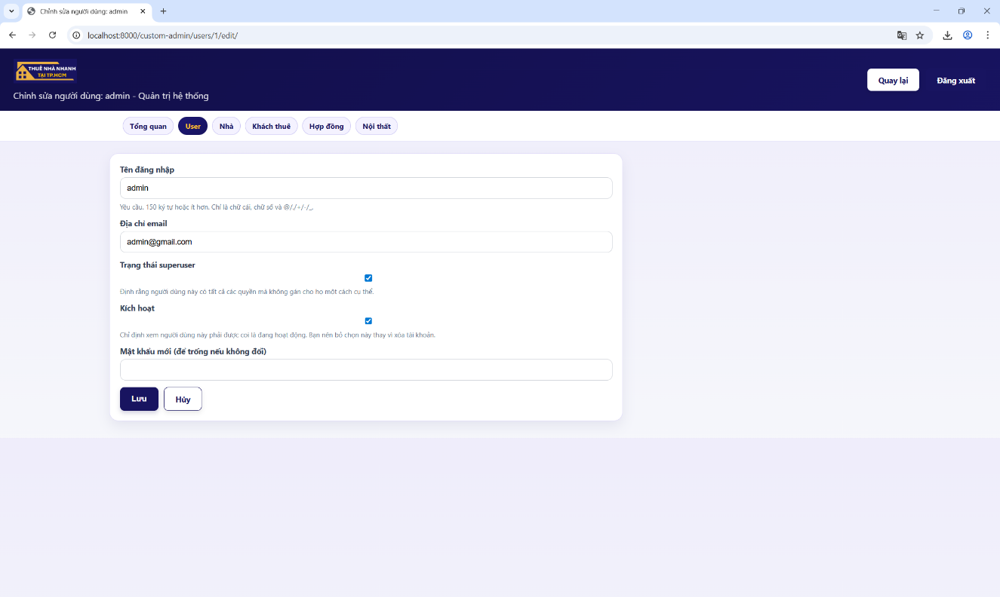 Chỉnh sửa người dùng: admin
localhost:8000/custom-admin/users/1/edit/
THUÊ NHÀ NHANH
TẠI TP.HCM
Chỉnh sửa người dùng: admin - Quản trị hệ thống
Quay lại
Đăng xuất
Tổng quan
User
Nhà
Khách thuê
Hợp đồng
Nội thất
Tên đăng nhập
admin
Yêu cầu. 150 ký tự hoặc ít hơn. Chỉ là chữ cái, chữ số và @/./+/-/_.
Địa chỉ email
admin@gmail.com
Trạng thái superuser
Định rằng người dùng này có tất cả các quyền mà không gán cho họ một cách cụ thể.
Kích hoạt
Chỉ định xem người dùng này phải được coi là đang hoạt động. Bạn nên bỏ chọn này thay vì xóa tài khoản.
Mật khẩu mới (để trống nếu không đổi)
Lưu
Hủy